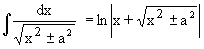 ∫ dx / √(x² ± a²) = ln |x + √(x² ± a²)|